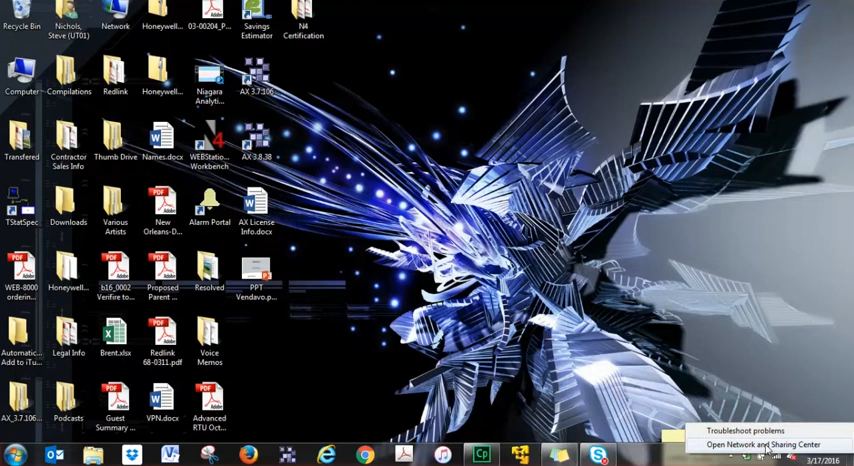 Recycle Bin
Nichols,
Steve (UT01)
Network
Honeywell...
03-00204_P...
Savings
Estimator
N4
Certification
Computer
Compilations
Redlink
Honeywell...
Niagara
Analyti...
AX 3.7.106
Transfered
Contractor
Sales Info
Thumb Drive
Names.docx
WEBStatio...
Workbench
AX 3.8.38
TStatSpec
Downloads
Various
Artists
New
Orleans-D...
Alarm Portal
AX License
Info.docx
WEB-8000
orderin...
Honeywel...
b16_0002
Verifire to...
Proposed
Parent ...
Resolved
PPT
Vendavo.p...
Automatic...
Add to iTu...
Legal Info
Brent.xlsx
Redlink
68-0311.pdf
Voice
Memos
AX_3.7.106...
Podcasts
Guest
Summary ...
VPN.docx
Advanced
RTU Oct...
Troubleshoot problems
Open Network and Sharing Center
3/17/2016